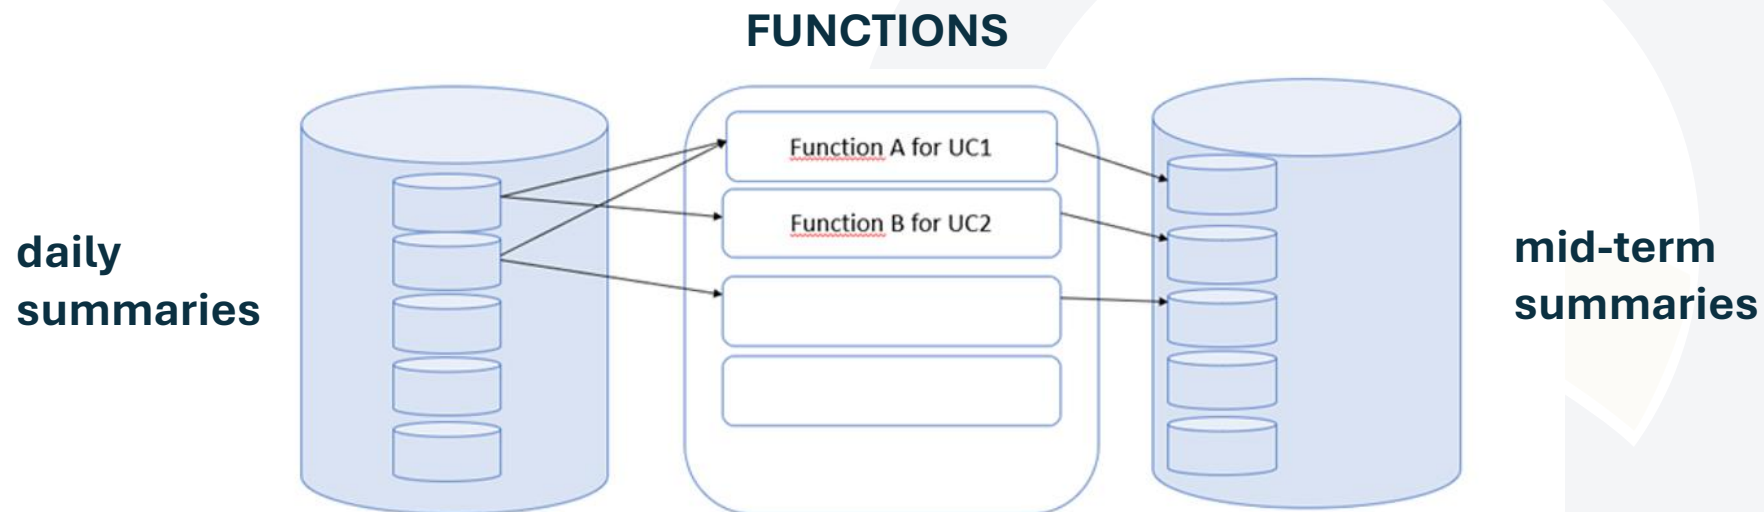 FUNCTIONS
daily
summaries
Function A for UC1
Function B for UC2
mid-term
summaries